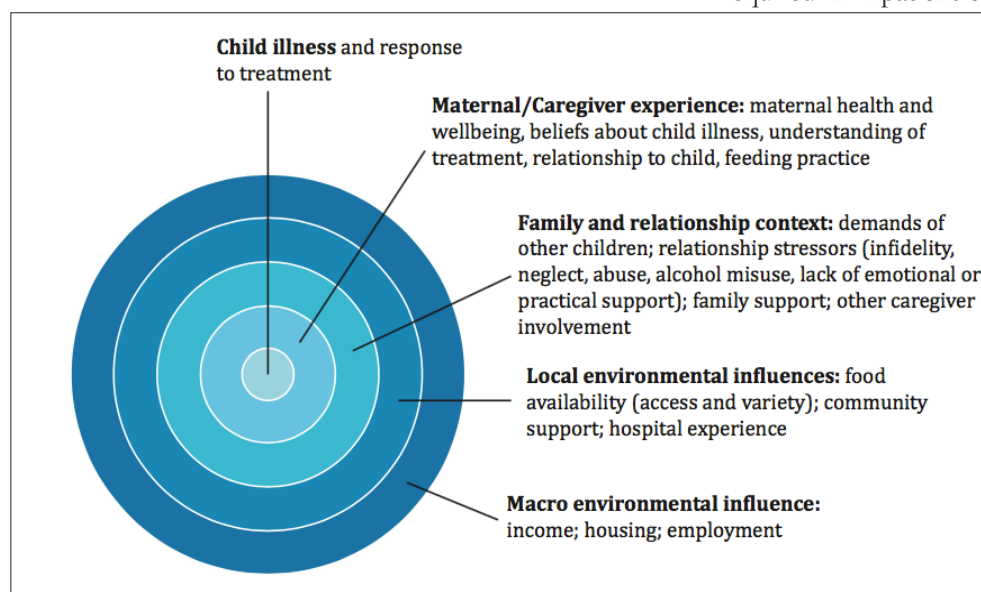 Child illness and response
to treatment
Maternal/Caregiver experience: maternal health and
wellbeing, beliefs about child illness, understanding of
treatment, relationship to child, feeding practice
Family and relationship context: demands of
other children; relationship stressors (infidelity,
neglect, abuse, alcohol misuse, lack of emotional or
practical support); family support; other caregiver
involvement
Local environmental influences: food
availability (access and variety); community
support; hospital experience
Macro environmental influence:
income; housing; employment